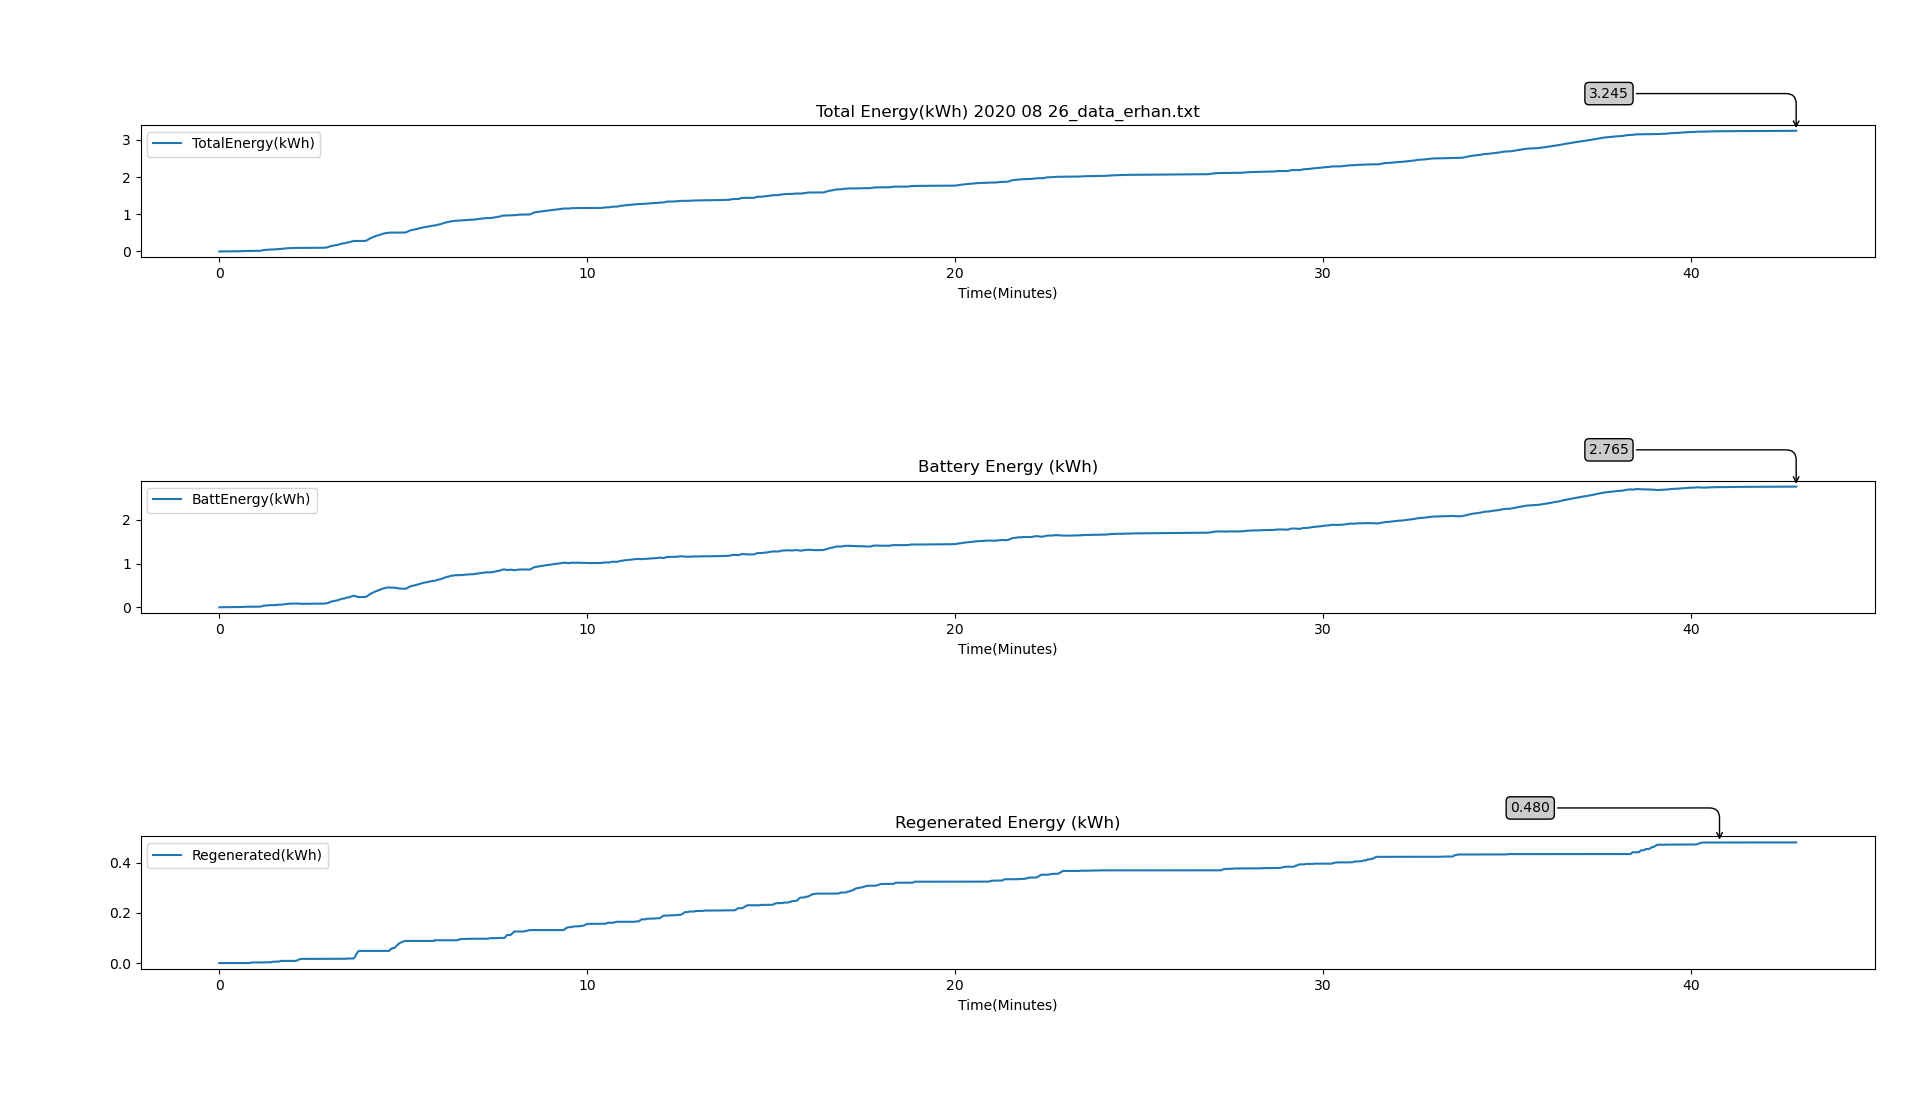 3.245
Total Energy(kWh) 2020 08 26_data_erhan.txt
TotalEnergy(kWh)
3
2
1
0
0 10 20 30 40
Time(Minutes)
2.765
Battery Energy (kWh)
BattEnergy(kWh)
2
1
0
0 10 20 30 40
Time(Minutes)
0.480
Regenerated Energy (kWh)
Regenerated(kWh)
0.4
0.2
0.0
0 10 20 30 40
Time(Minutes)